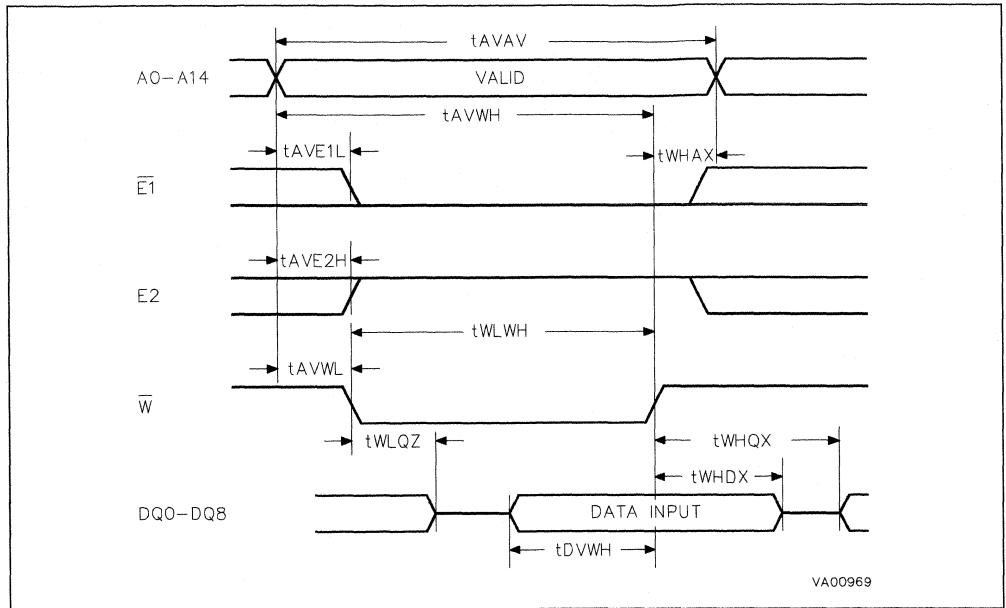 tAVAV
A0-A14
VALID
tAVWH
tAVE1L
tWHAX
E1
tAVE2H
E2
tWLWH
tAVWL
W
tWLQZ
tWHQX
tWHDX
DQ0-DQ8
DATA INPUT
tDVWH
VA00969